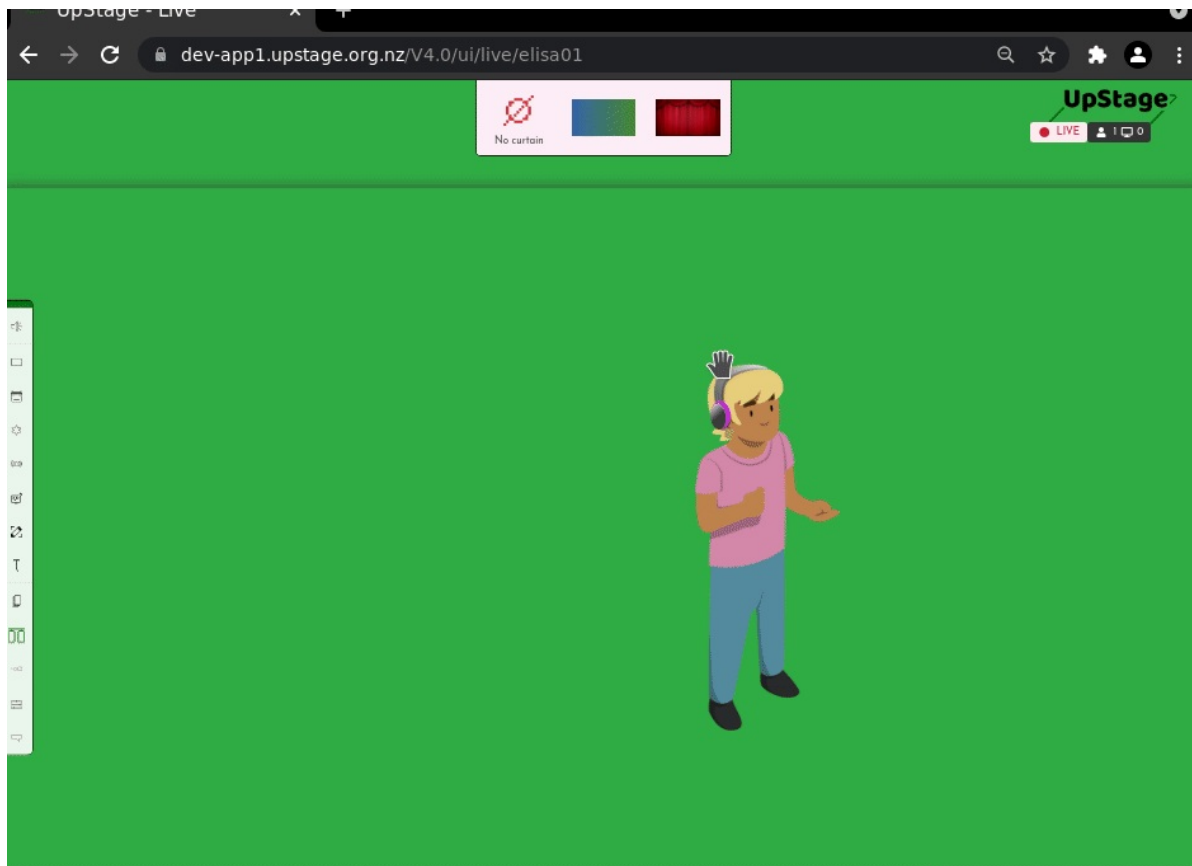 UpStage - Live
dev-app1.upstage.org.nz/V4.0/ui/live/elisa01
No curtain
UpStage
LIVE 1 0